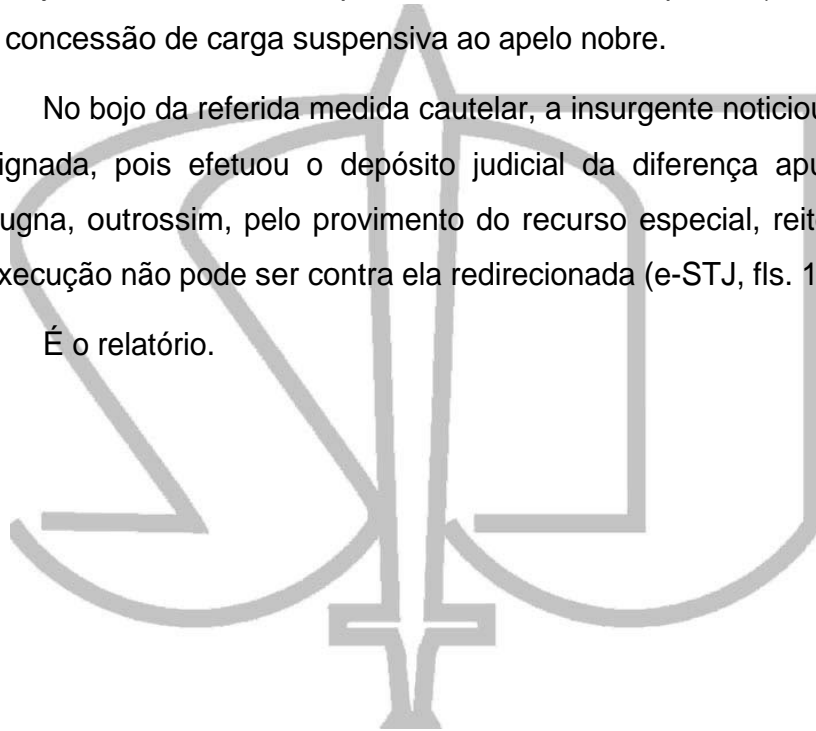 concessão de carga suspensiva ao apelo nobre.
No bojo da referida medida cautelar, a insurgente noticiou
ignada, pois efetuou o depósito judicial da diferença apu
ugna, outrossim, pelo provimento do recurso especial, reit
xecução não pode ser contra ela redirecionada (e-STJ, fls. 1
É o relatório.